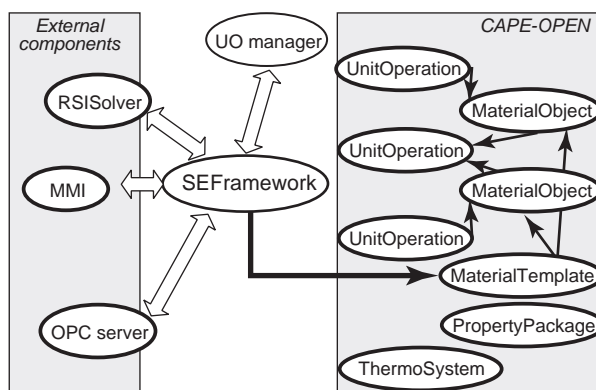 External
components
UO manager
CAPE-OPEN
UnitOperation
RSISolver
MaterialObject
UnitOperation
MMI
SEFramework
MaterialObject
UnitOperation
MaterialTemplate
OPC server
PropertyPackage
ThermoSystem